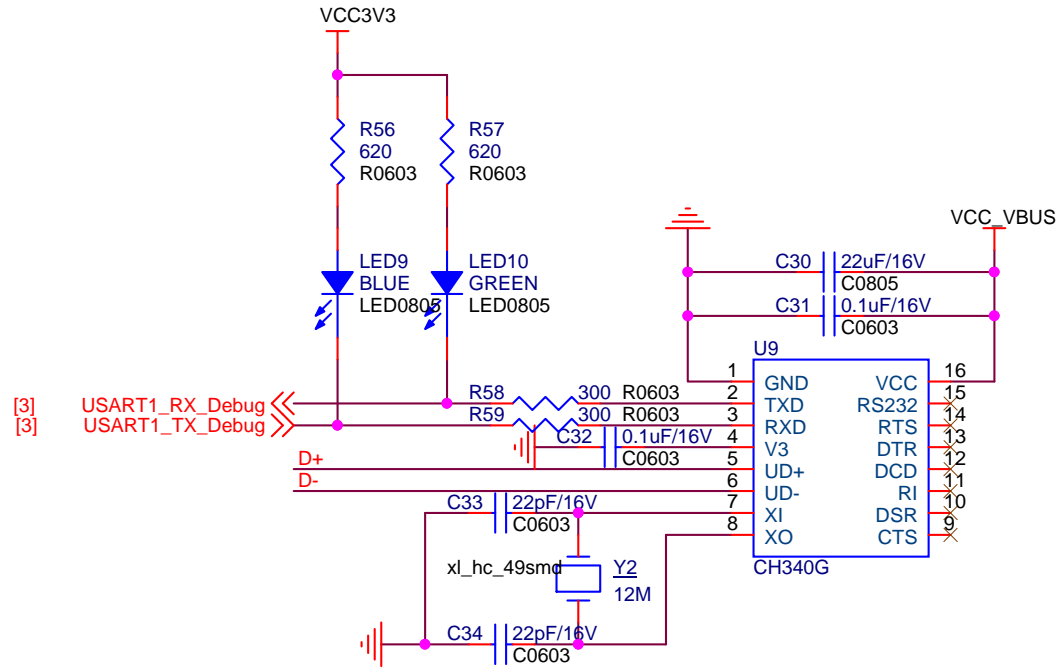 VCC3V3
R56
620
R0603
R57
620
R0603
LED9
BLUE
LED0805
LED10
GREEN
LED0805
VCC_VBUS
C30 22uF/16V
C0805
C31 0.1uF/16V
C0603
U9
1 GND VCC 16
2 TXD RS232 15
3 RXD RTS 14
4 V3 DTR 13
5 UD+ DCD 12
6 UD- RI 11
7 XI DSR 10
8 XO CTS 9
CH340G
[3] USART1_RX_Debug R58 300 R0603
[3] USART1_TX_Debug R59 300 R0603
C32 0.1uF/16V
C0603
D+
D-
C33 22pF/16V
C0603
xl_hc_49smd Y2
12M
C34 22pF/16V
C0603